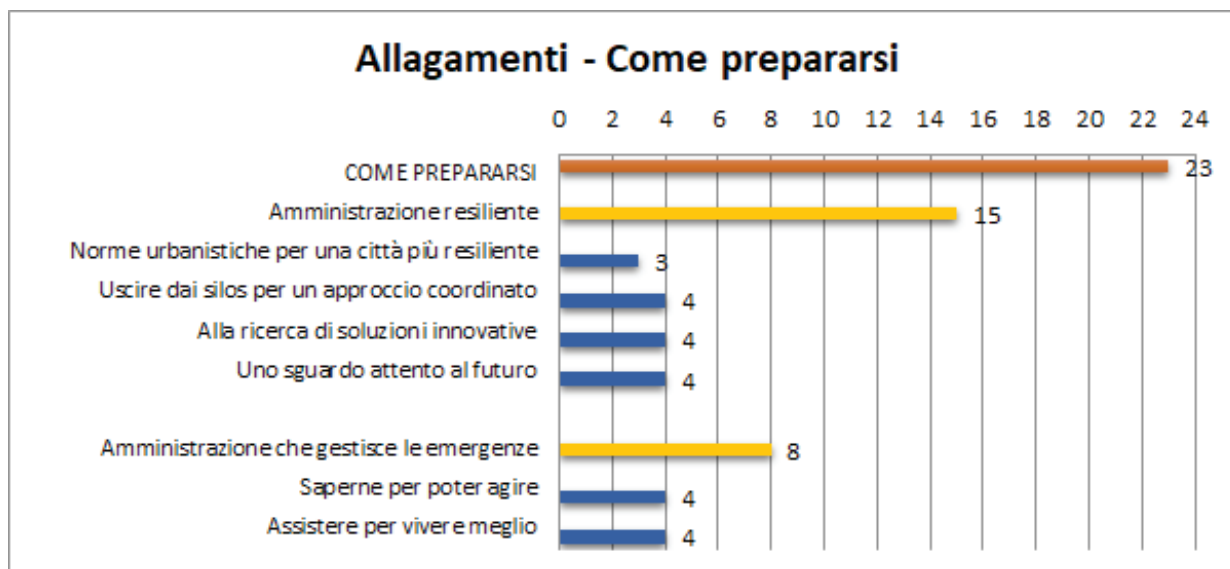 Allagamenti - Come prepararsi
0 2 4 6 8 10 12 14 16 18 20 22 24
COME PREPARARSI 23
Amministrazione resiliente 15
Norme urbanistiche per una città più resiliente 3
Uscire dai silos per un approccio coordinato 4
Alla ricerca di soluzioni innovative 4
Uno sguardo attento al futuro 4
Amministrazione che gestisce le emergenze 8
Saperne per poter agire 4
Assistere per vivere meglio 4